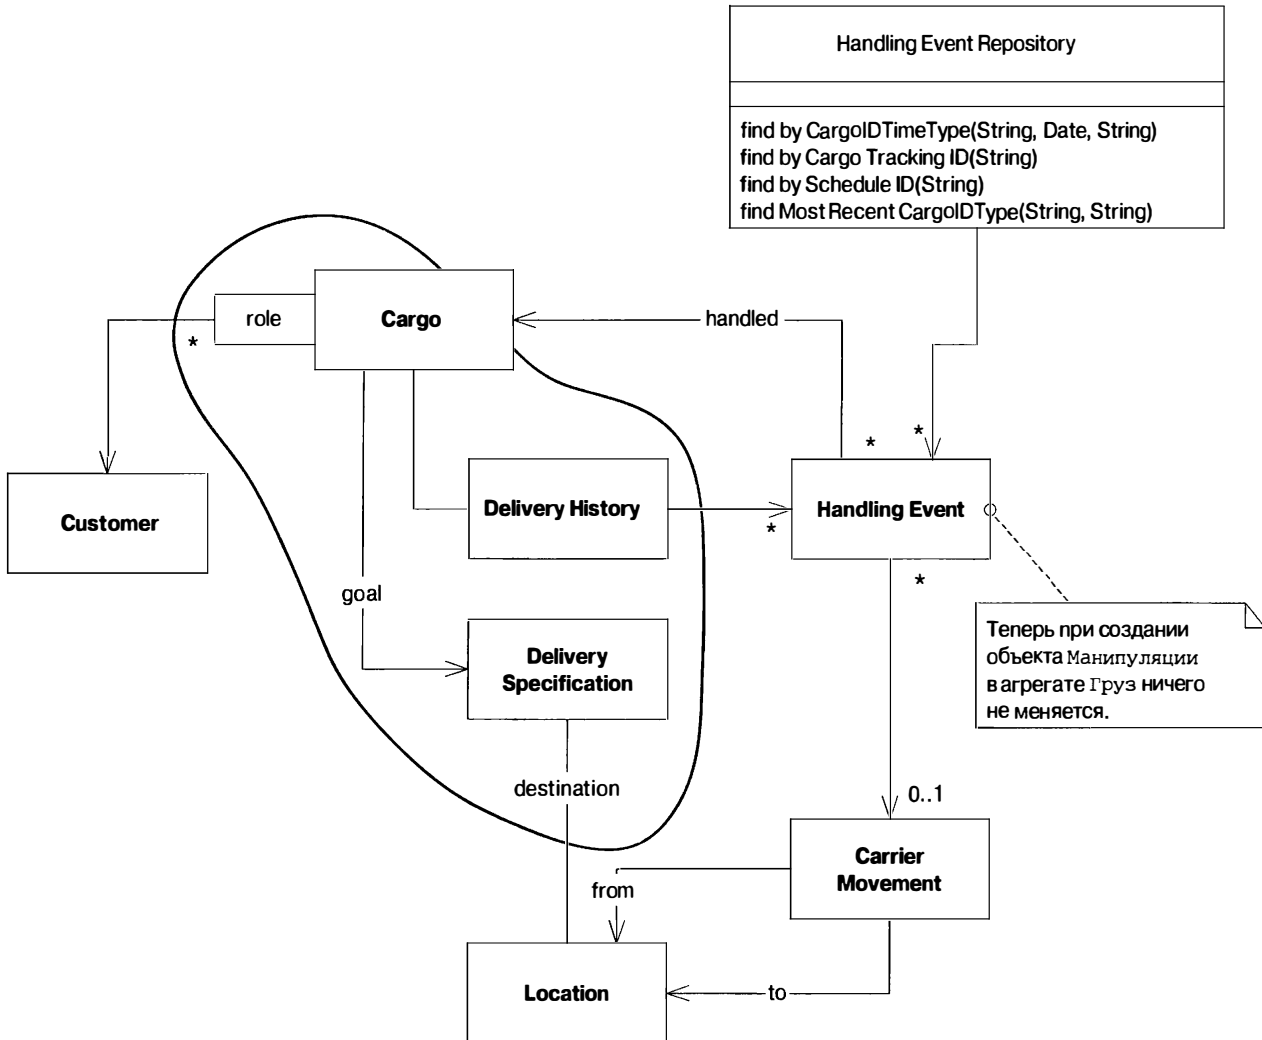 Handling Event Repository
find by CargoIDTimeType(String, Date, String)
find by Cargo Tracking ID(String)
find by Schedule ID(String)
find Most Recent CargoIDType(String, String)
role
Cargo
handled
*
*
*
Customer
Delivery History
*
Handling Event
*
goal
Delivery
Specification
Теперь при создании
объекта Манипуляции
в агрегате Груз ничего
не меняется.
destination
0..1
Carrier
Movement
from
Location
to